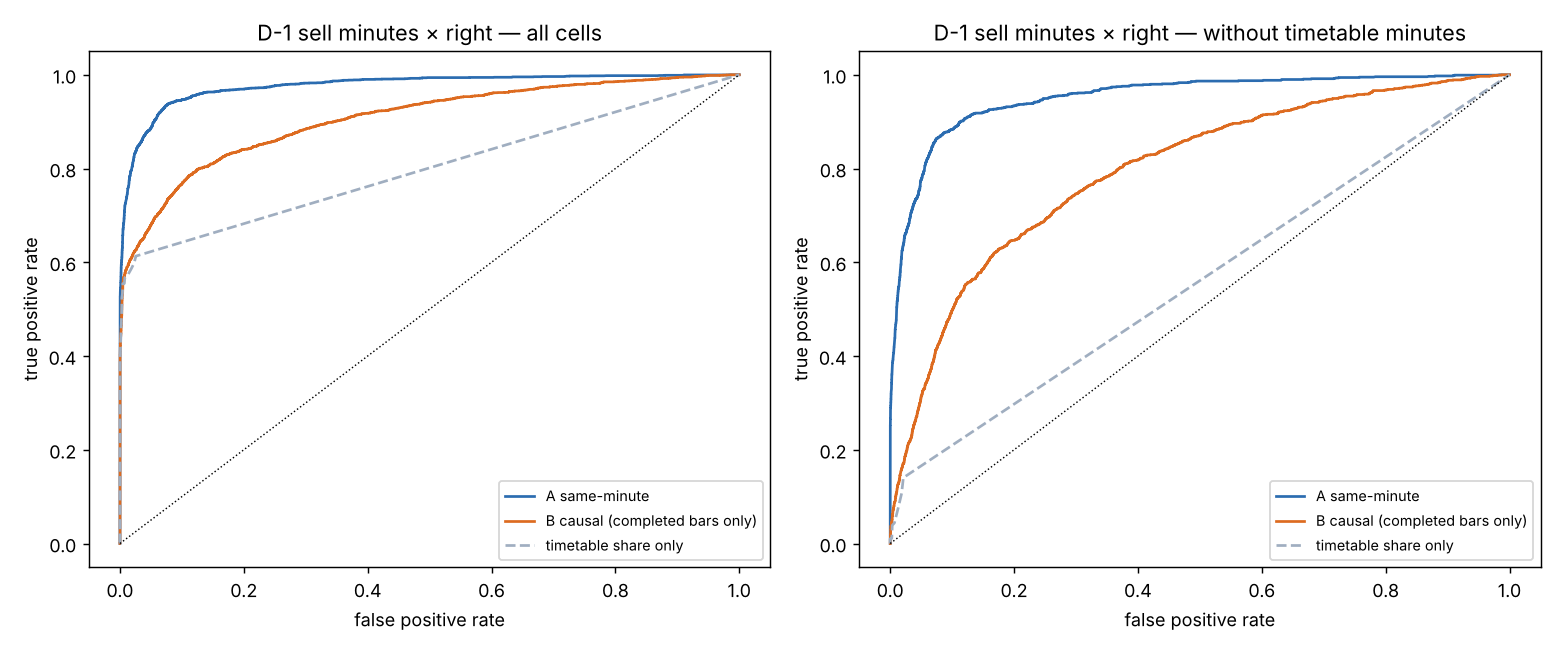 D-1 sell minutes × right — all cells
true positive rate
1.0
0.8
0.6
0.4
0.2
0.0
A same-minute
B causal (completed bars only)
timetable share only
0.0 0.2 0.4 0.6 0.8 1.0
false positive rate
D-1 sell minutes × right — without timetable minutes
true positive rate
1.0
0.8
0.6
0.4
0.2
0.0
A same-minute
B causal (completed bars only)
timetable share only
0.0 0.2 0.4 0.6 0.8 1.0
false positive rate